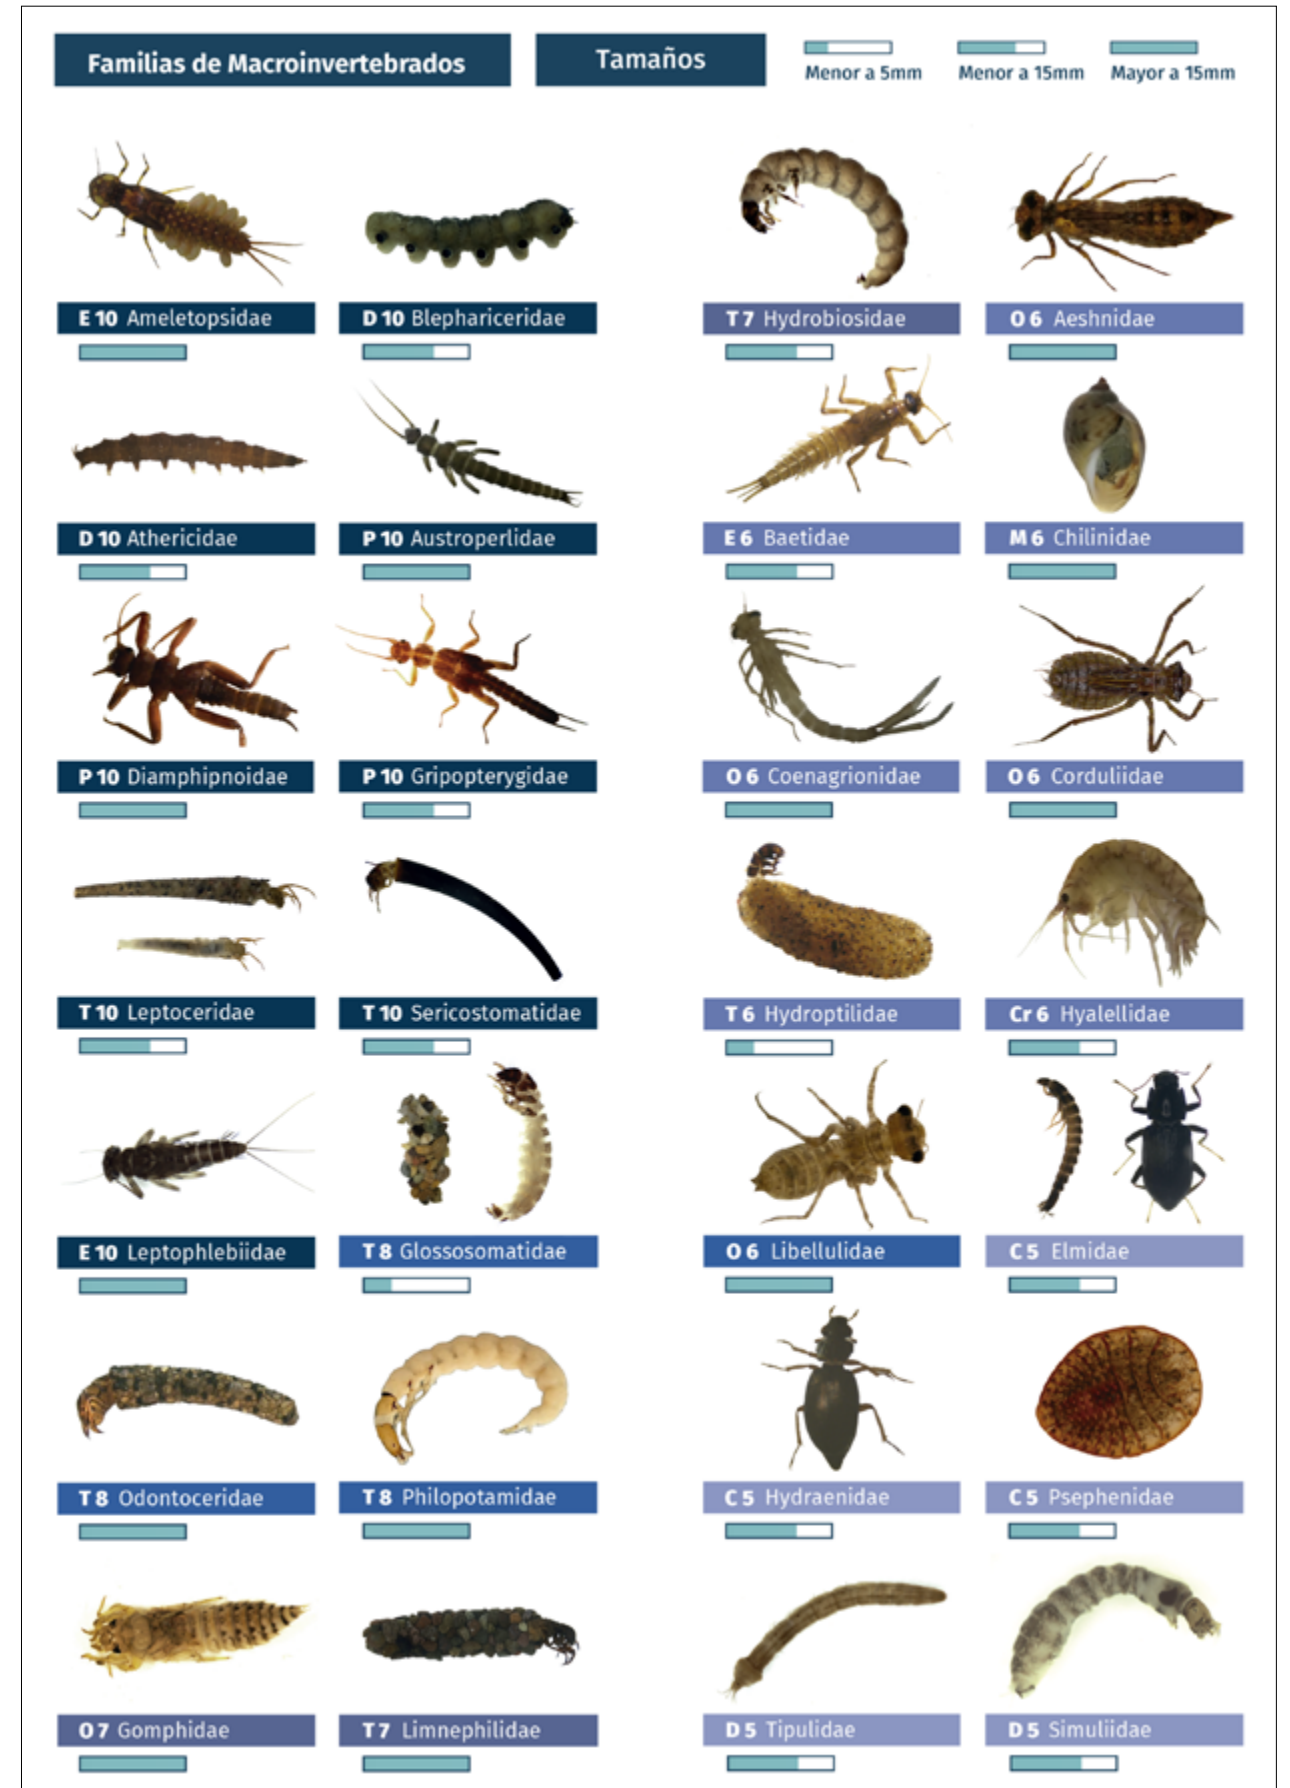 Familias de Macroinvertebrados
Tamaños
Menor a 5mm
Menor a 15mm
Mayor a 15mm
E 10 Ameletopsidae
D 10 Blephariceridae
T 7 Hydrobiosidae
O 6 Aeshnidae
D 10 Athericidae
P 10 Austroperlidae
E 6 Baetidae
M 6 Chilinidae
P 10 Diamphipnoidae
P 10 Gripopterygidae
O 6 Coenagrionidae
O 6 Corduliidae
T 10 Leptoceridae
T 10 Sericostomatidae
T 6 Hydroptilidae
Cr 6 Hyalellidae
E 10 Leptophlebiidae
T 8 Glossosomatidae
O 6 Libellulidae
C 5 Elmidae
T 8 Odontoceridae
T 8 Philopotamidae
C 5 Hydraenidae
C 5 Psephenidae
O 7 Gomphidae
T 7 Limnephilidae
D 5 Tipulidae
D 5 Simuliidae